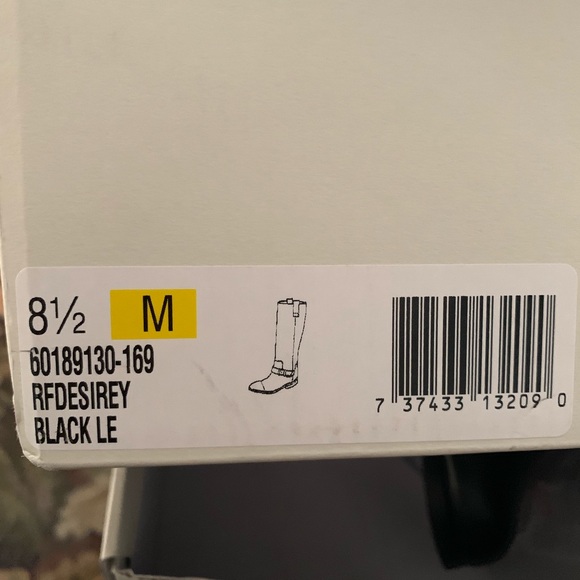 8½ M
60189130-169
RFDESIREY
BLACK LE
7 37433 13209 0